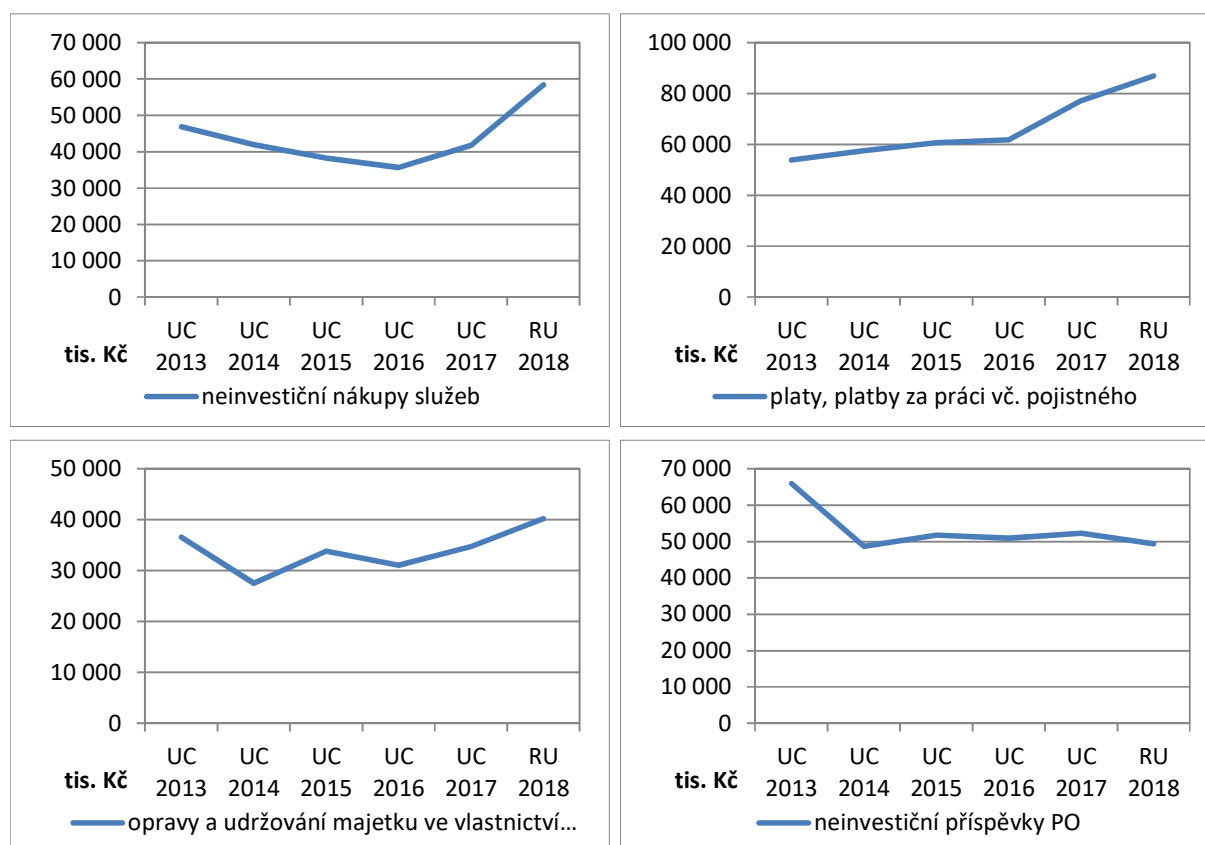 70 000
60 000
50 000
40 000
30 000
20 000
10 000
0
UC UC UC UC UC RU
tis. Kč 2013 2014 2015 2016 2017 2018
neinvestiční nákupy služeb
100 000
80 000
60 000
40 000
20 000
0
UC UC UC UC UC RU
tis. Kč 2013 2014 2015 2016 2017 2018
platy, platby za práci vč. pojistného
50 000
40 000
30 000
20 000
10 000
0
UC UC UC UC UC RU
tis. Kč 2013 2014 2015 2016 2017 2018
opravy a udržování majetku ve vlastnictví...
70 000
60 000
50 000
40 000
30 000
20 000
10 000
0
UC UC UC UC UC RU
tis. Kč 2013 2014 2015 2016 2017 2018
neinvestiční příspěvky PO